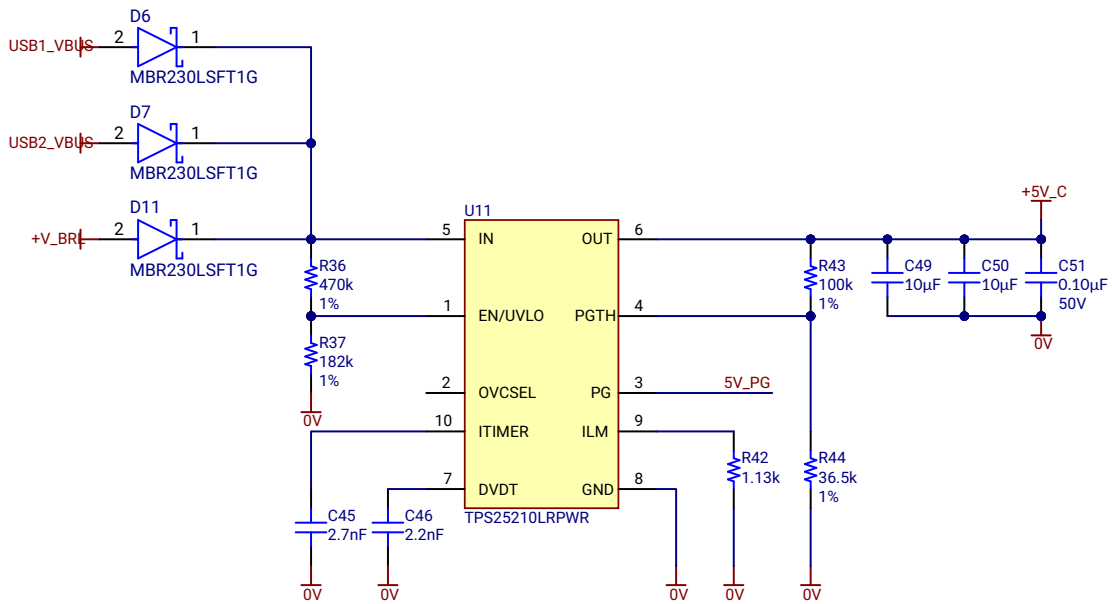 D6
USB1_VBUS
2
1
MBR230LSFT1G
D7
USB2_VBUS
2
1
MBR230LSFT1G
D11
+V_BRL
2
1
MBR230LSFT1G
U11
5
IN
OUT
6
1
EN/UVLO
PGTH
4
2
OVCSEL
PG
3
5V_PG
10
ITIMER
ILM
9
7
DVDT
GND
8
TPS25210LRPWR
R36
470k
1%
R37
182k
1%
0V
C45
2.7nF
0V
C46
2.2nF
0V
0V
R42
1.13k
0V
R43
100k
1%
R44
36.5k
1%
0V
+5V_C
C49
10µF
C50
10µF
C51
0.10µF
50V
0V